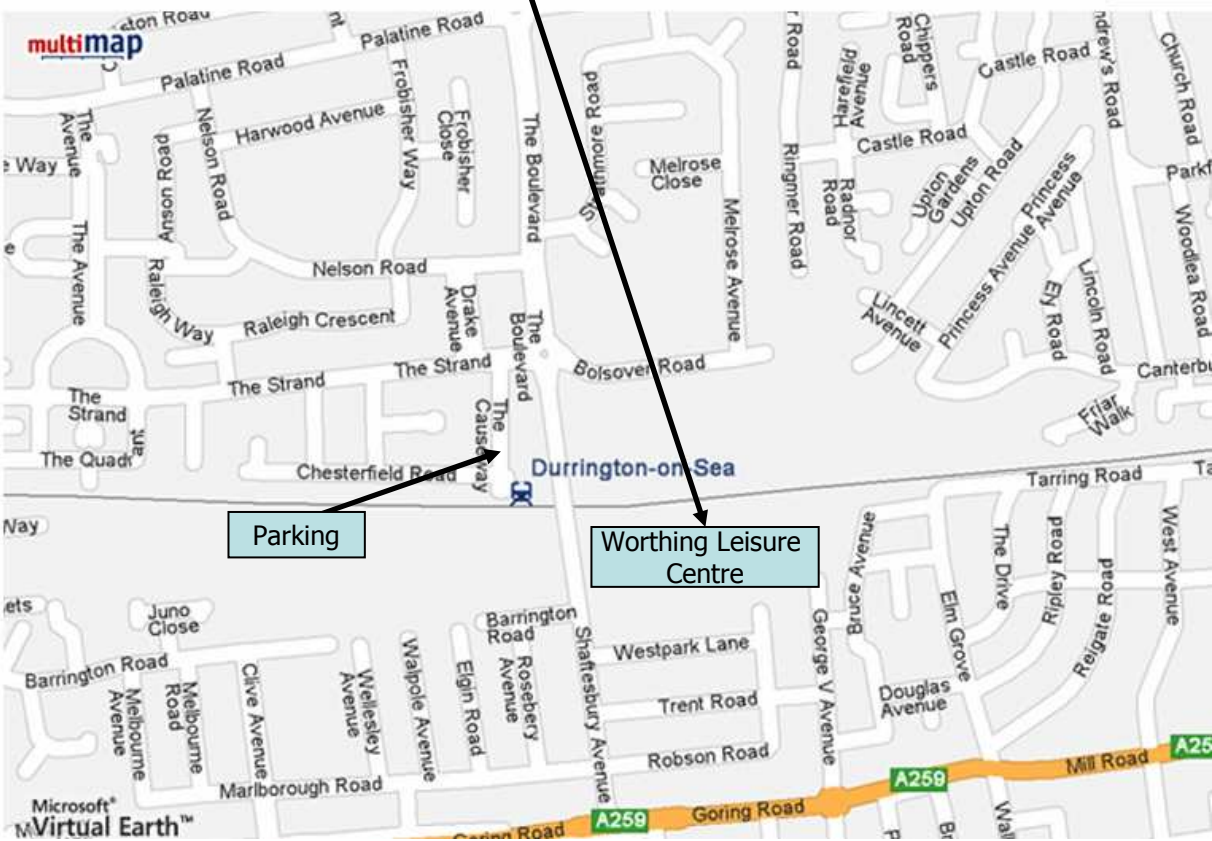 multimap
Palatine Road
Palatine Road
The Avenue
Nelson Road
Harwood Avenue
Frobisher Way
Frobisher Close
The Boulevard
Stanmore Road
Melrose Close
Melrose Avenue
Ringmer Road
Road
Harefield Avenue
Chippers Road
Castle Road
Castle Road
Church Road
Radnor Road
Upton Gardens
Upton Road
Princess Avenue
Princess Avenue
Woodlea Road
Anson Road
The Avenue
Raleigh Way
Nelson Road
Raleigh Crescent
Drake Avenue
The Boulevard
Lincett Avenue
Ely Road
Lincoln Road
The Strand
The Strand
The Strand
Bolsover Road
Friar Walk
The Causeway
Chesterfield Road
Durrington-on-Sea
Tarring Road
Way
Parking
Worthing Leisure
Centre
Bruce Avenue
The Drive
Ripley Road
Reigate Road
West Avenue
Juno Close
Barrington Road
Barrington Road
Melbourne Avenue
Melbourne Road
Clive Avenue
Wellesley Avenue
Walpole Avenue
Elgin Road
Rosebery Avenue
Shaftesbury Avenue
Westpark Lane
Trent Road
Robson Road
George V Avenue
Elm Grove
Douglas Avenue
Marlborough Road
A259
Mill Road
A259
Goring Road
Goring Road
Microsoft®
Virtual Earth™